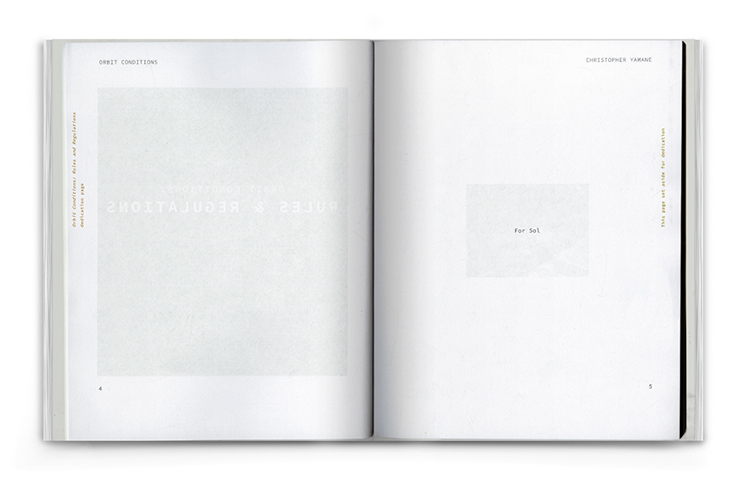 ORBIT CONDITIONS
Orbit Conditions: Rules and Regulations
dedication page
ORBIT CONDITIONS
RULES & REGULATIONS
4
CHRISTOPHER YAMANE
This page set aside for dedication
For Sol
5